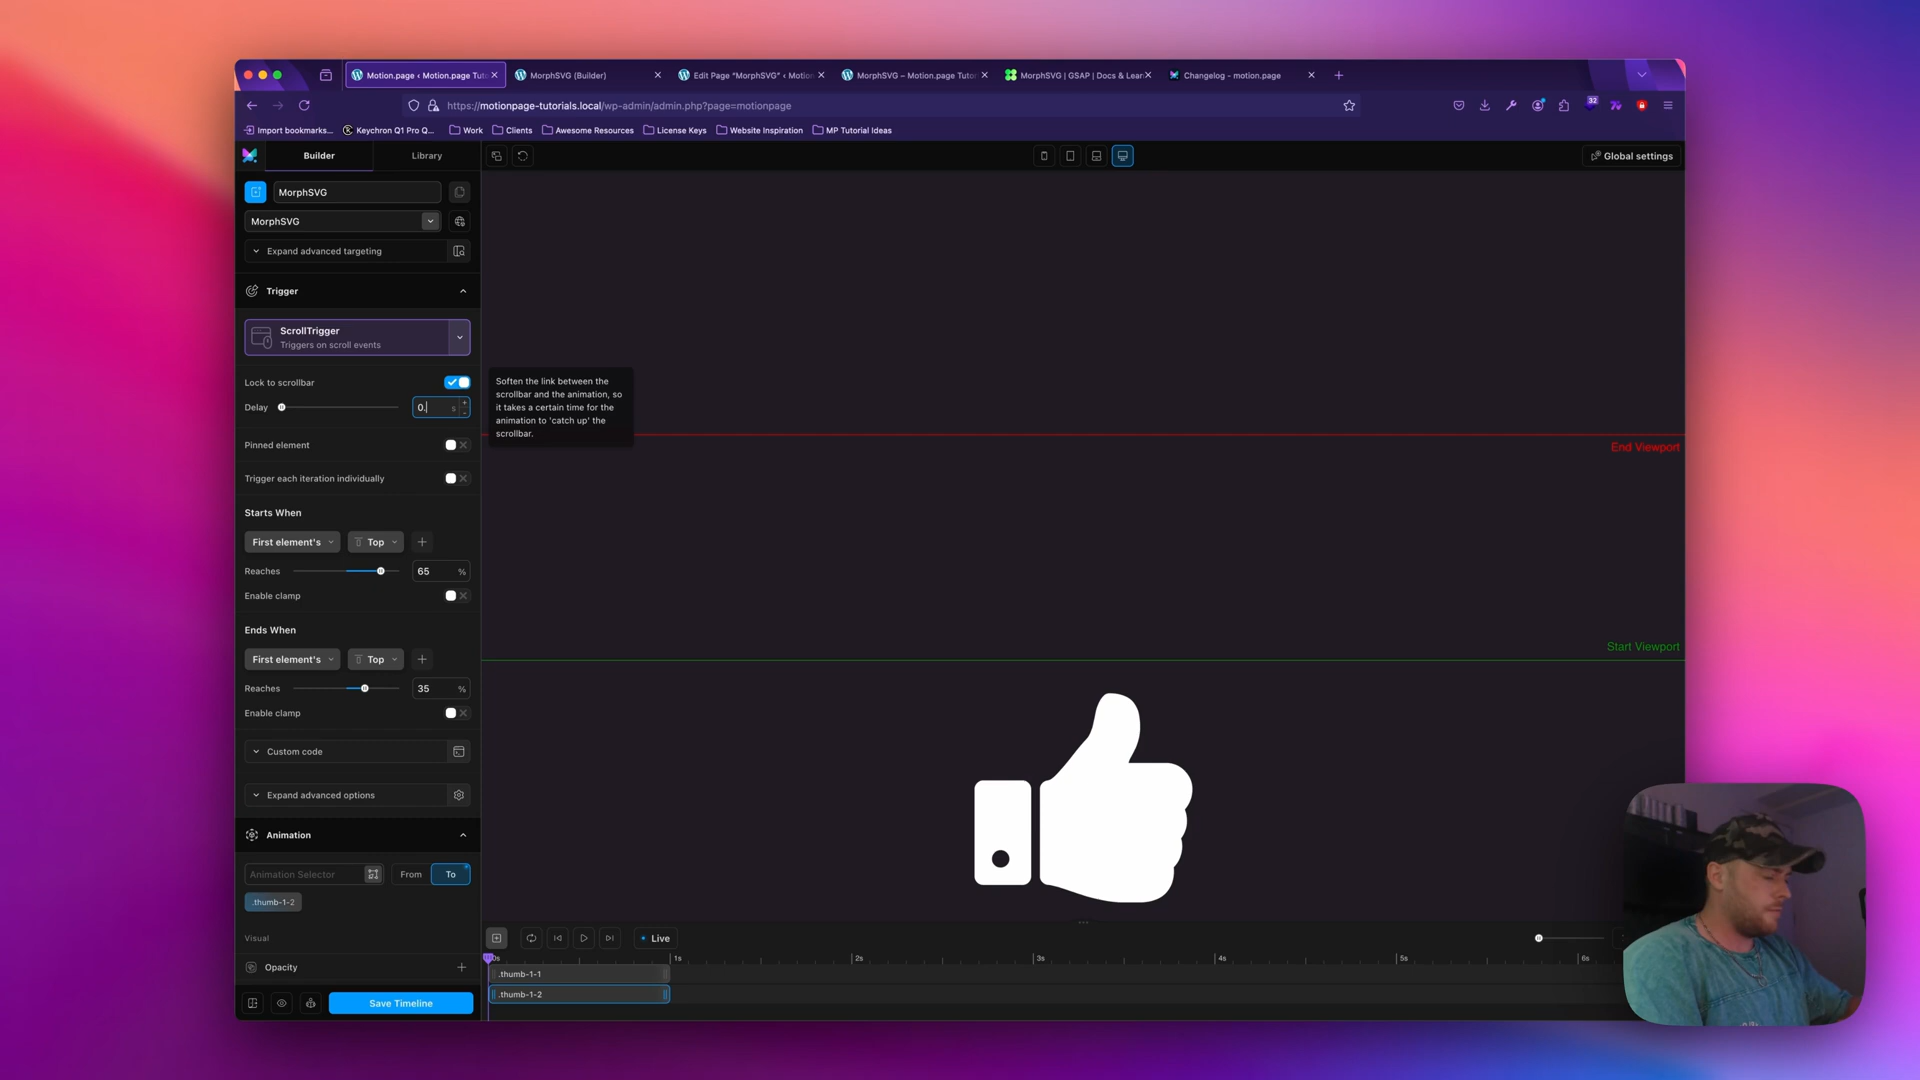 Motion.page ‹ Motion.page Tuto
MorphSVG (Builder)
Edit Page “MorphSVG” ‹ Motion
MorphSVG – Motion.page Tutor
MorphSVG | GSAP | Docs & Lear
Changelog - motion.page
https://motionpage-tutorials.local/wp-admin/admin.php?page=motionpage
32
Import bookmarks...
Keychron Q1 Pro Q...
Work
Clients
Awesome Resources
License Keys
Website Inspiration
MP Tutorial Ideas
Builder
Library
Global settings
MorphSVG
MorphSVG
Expand advanced targeting
Trigger
ScrollTrigger
Triggers on scroll events
Lock to scrollbar
Delay
0.
s
Soften the link between the
scrollbar and the animation, so
it takes a certain time for the
animation to 'catch up' the
scrollbar.
Pinned element
End Viewport
Trigger each iteration individually
Starts When
First element's
Top
Reaches
65
%
Enable clamp
Ends When
Start Viewport
First element's
Top
Reaches
35
%
Enable clamp
Custom code
Expand advanced options
Animation
Animation Selector
From
To
.thumb-1-2
Visual
Opacity
Save Timeline
Live
0s
1s
2s
3s
4s
5s
6s
.thumb-1-1
.thumb-1-2